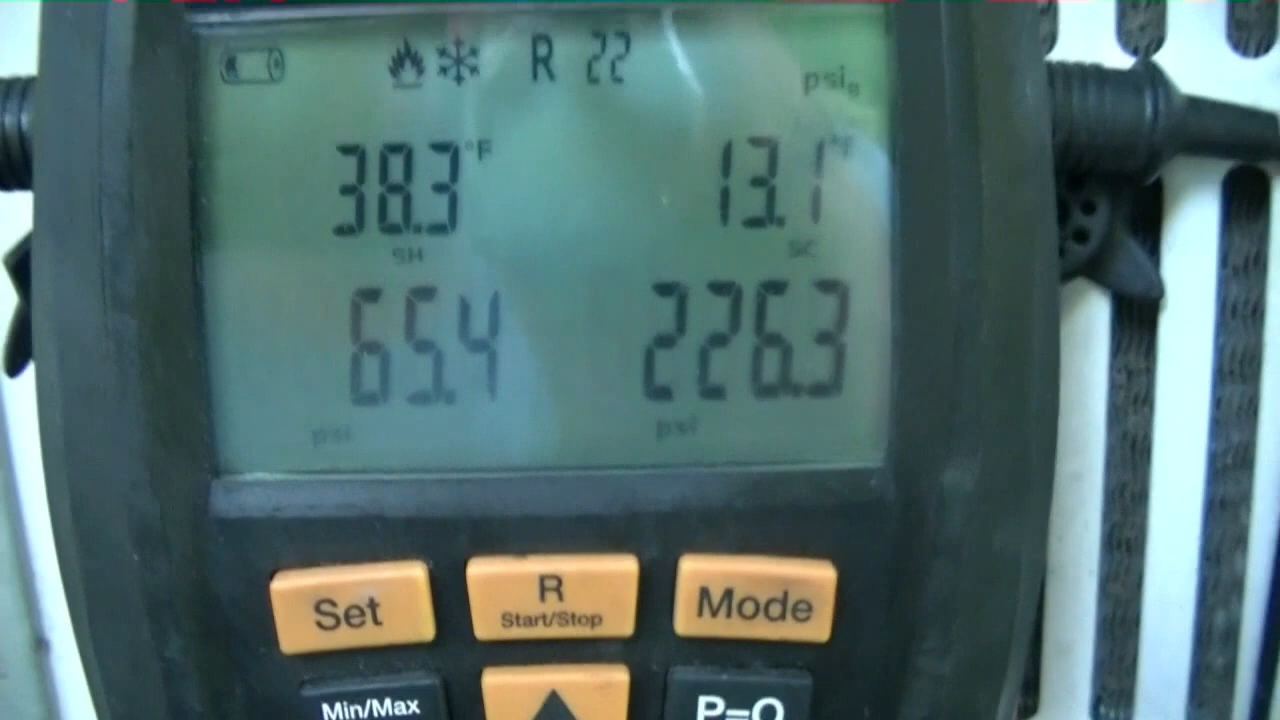 R 22
psi
38.3 °F 13.1 °F
SH SC
65.4 226.3
psi psi
Set R Mode
Start/Stop
Min/Max P=0